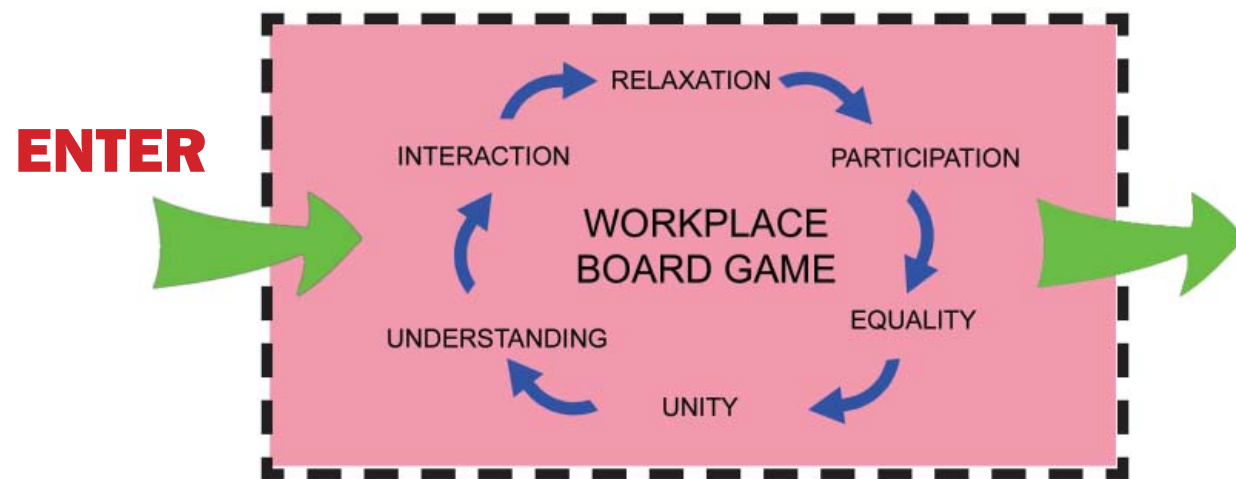 RELAXATION
ENTER
INTERACTION
PARTICIPATION
WORKPLACE
BOARD GAME
EQUALITY
UNDERSTANDING
UNITY